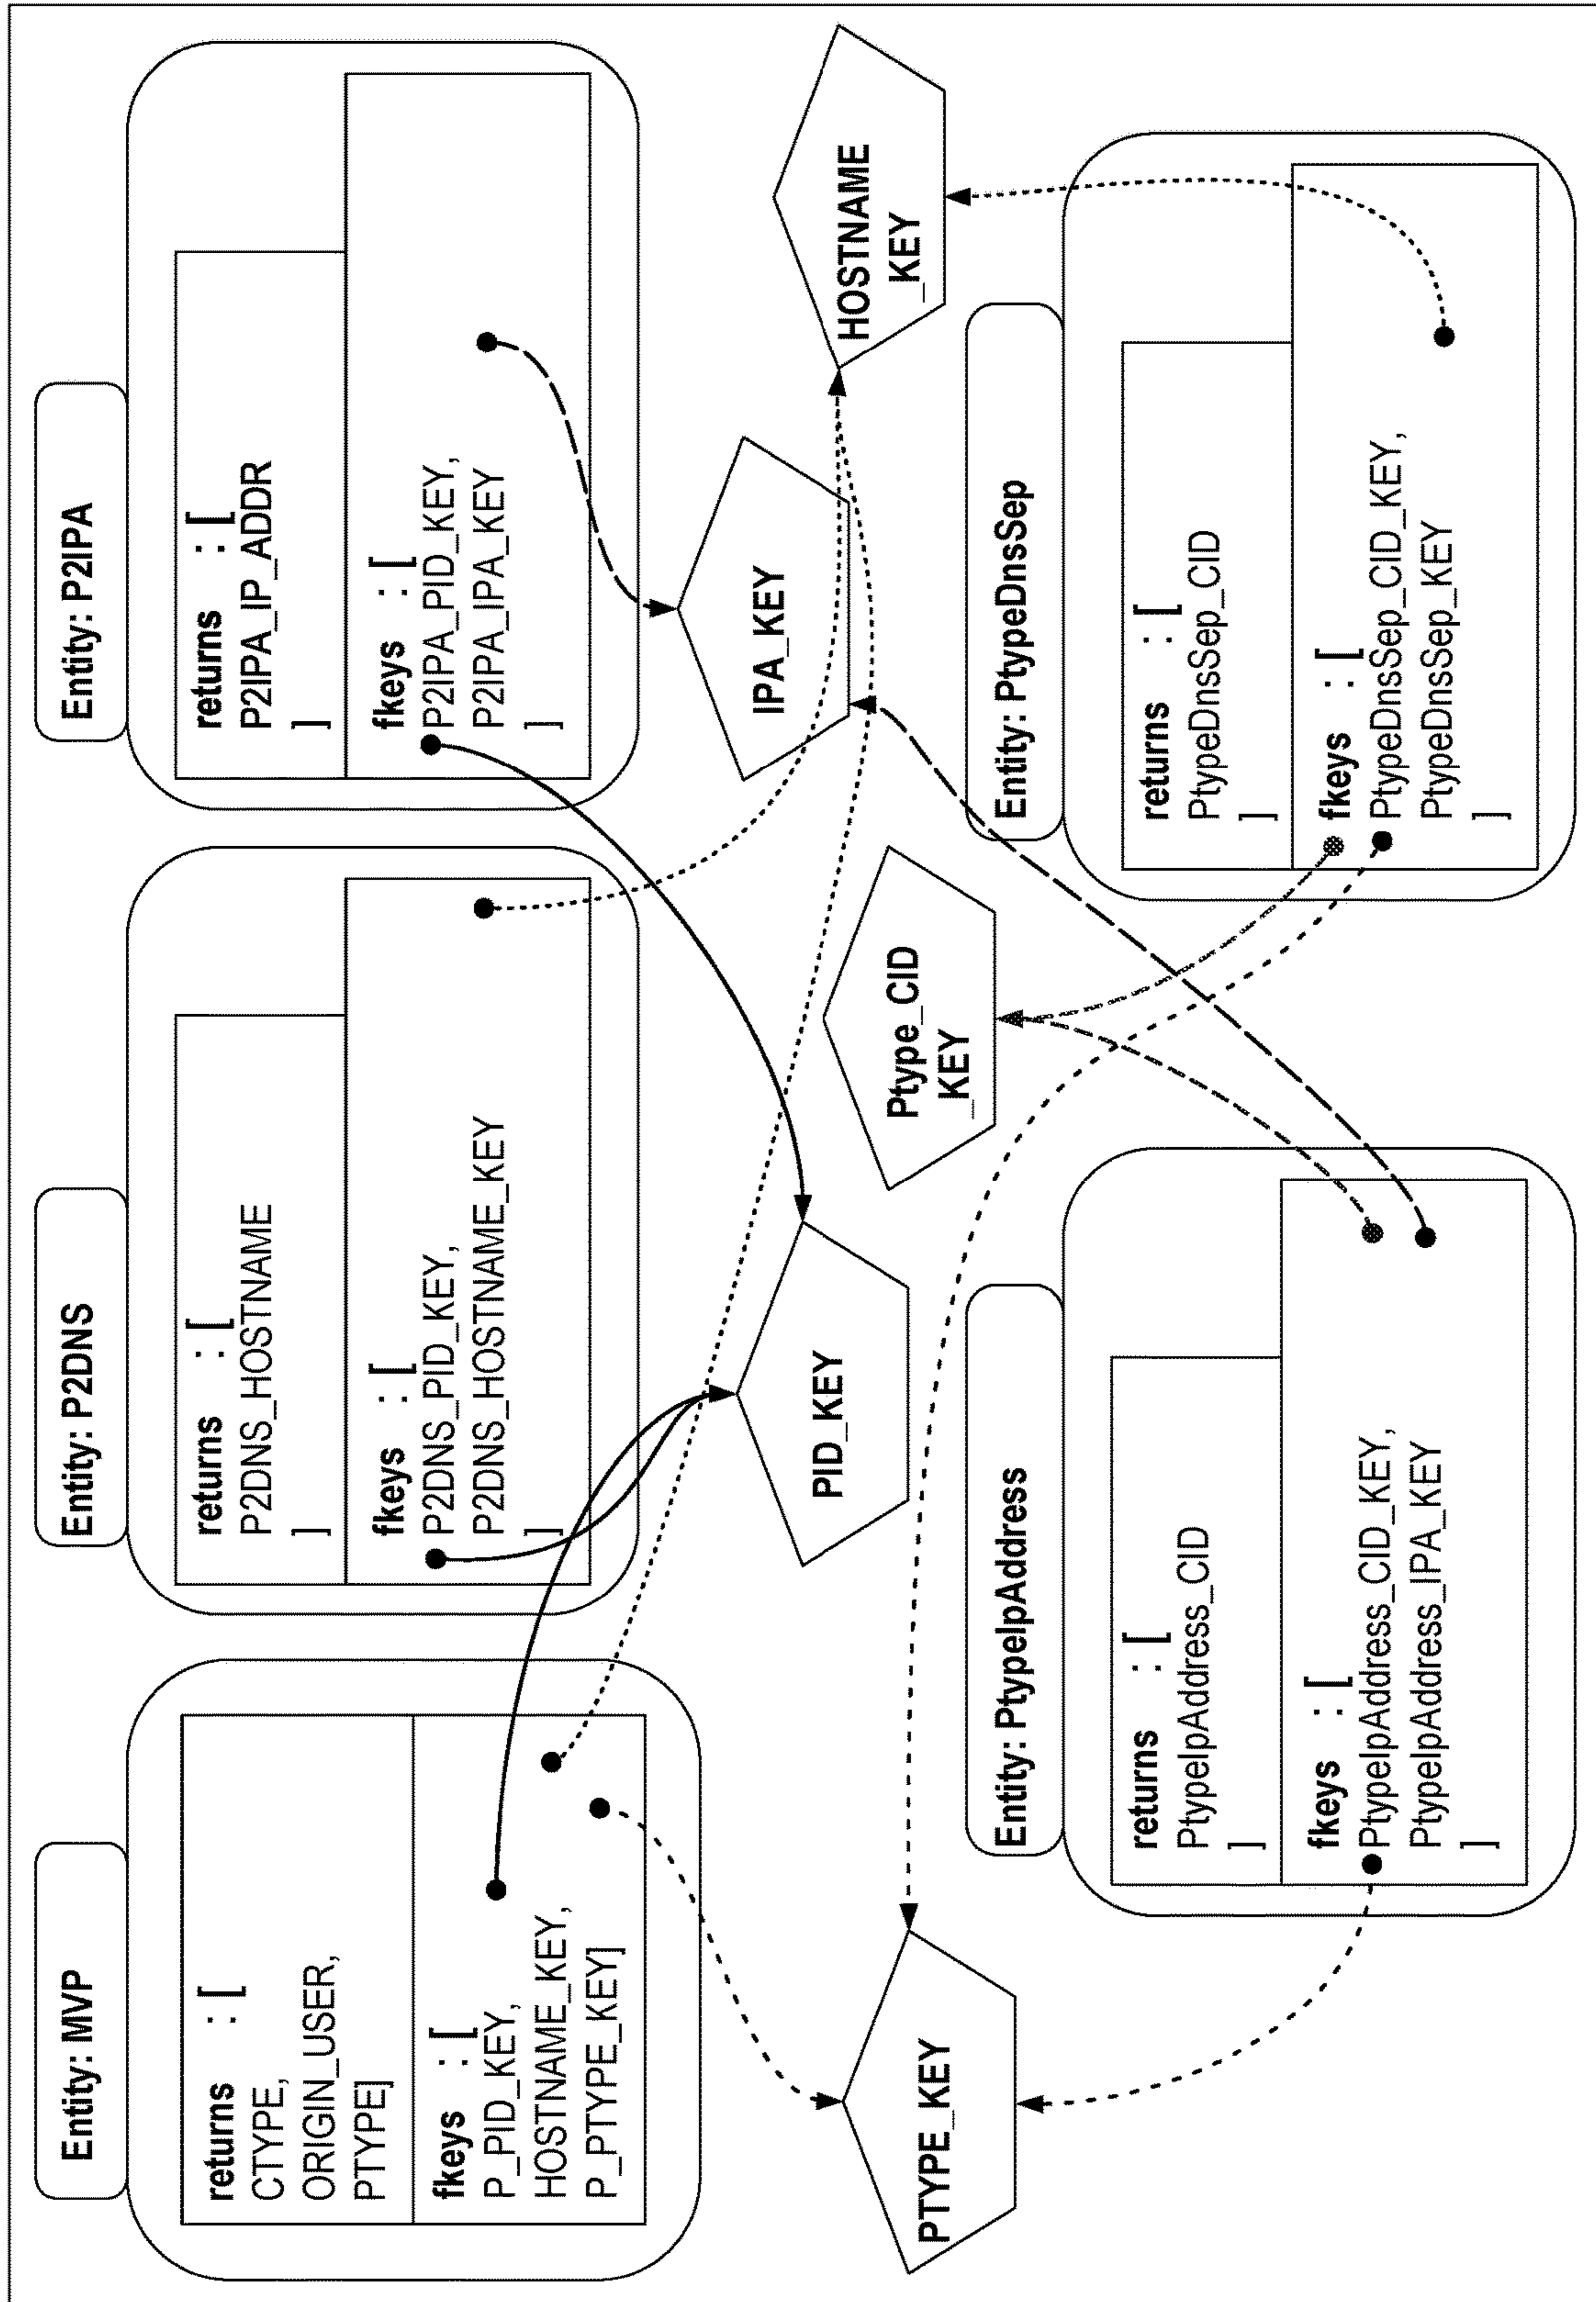 Entity: MVP
returns : [
CTYPE,
ORIGIN_USER,
PTYPE]
fkeys : [
P_PID_KEY,
HOSTNAME_KEY,
P_PTYPE_KEY]
Entity: P2DNS
returns : [
P2DNS_HOSTNAME
]
fkeys : [
P2DNS_PID_KEY,
P2DNS_HOSTNAME_KEY
]
Entity: P2IPA
returns : [
P2IPA_IP_ADDR
]
fkeys : [
P2IPA_PID_KEY,
P2IPA_IPA_KEY
]
PTYPE_KEY
PID_KEY
Ptype_CID
_KEY
IPA_KEY
HOSTNAME
_KEY
Entity: PtypeIpAddress
returns : [
PtypeIpAddress_CID
]
fkeys : [
PtypeIpAddress_CID_KEY,
PtypeIpAddress_IPA_KEY
]
Entity: PtypeDnsSep
returns : [
PtypeDnsSep_CID
]
fkeys : [
PtypeDnsSep_CID_KEY,
PtypeDnsSep_KEY
]